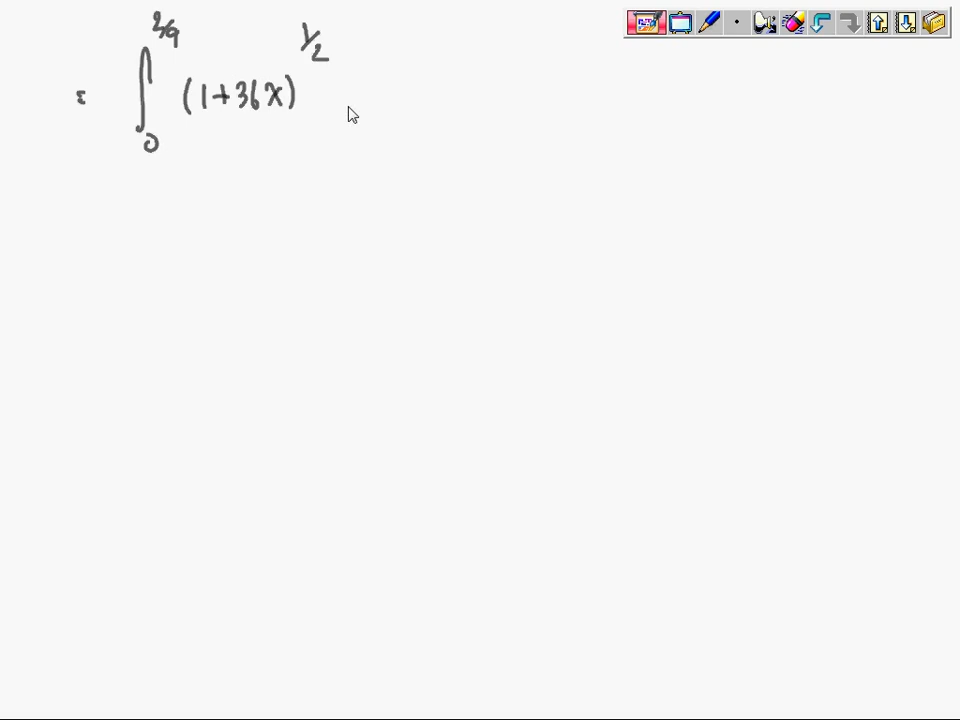 = ∫₀^{2/9} (1+36x)^{1/2}